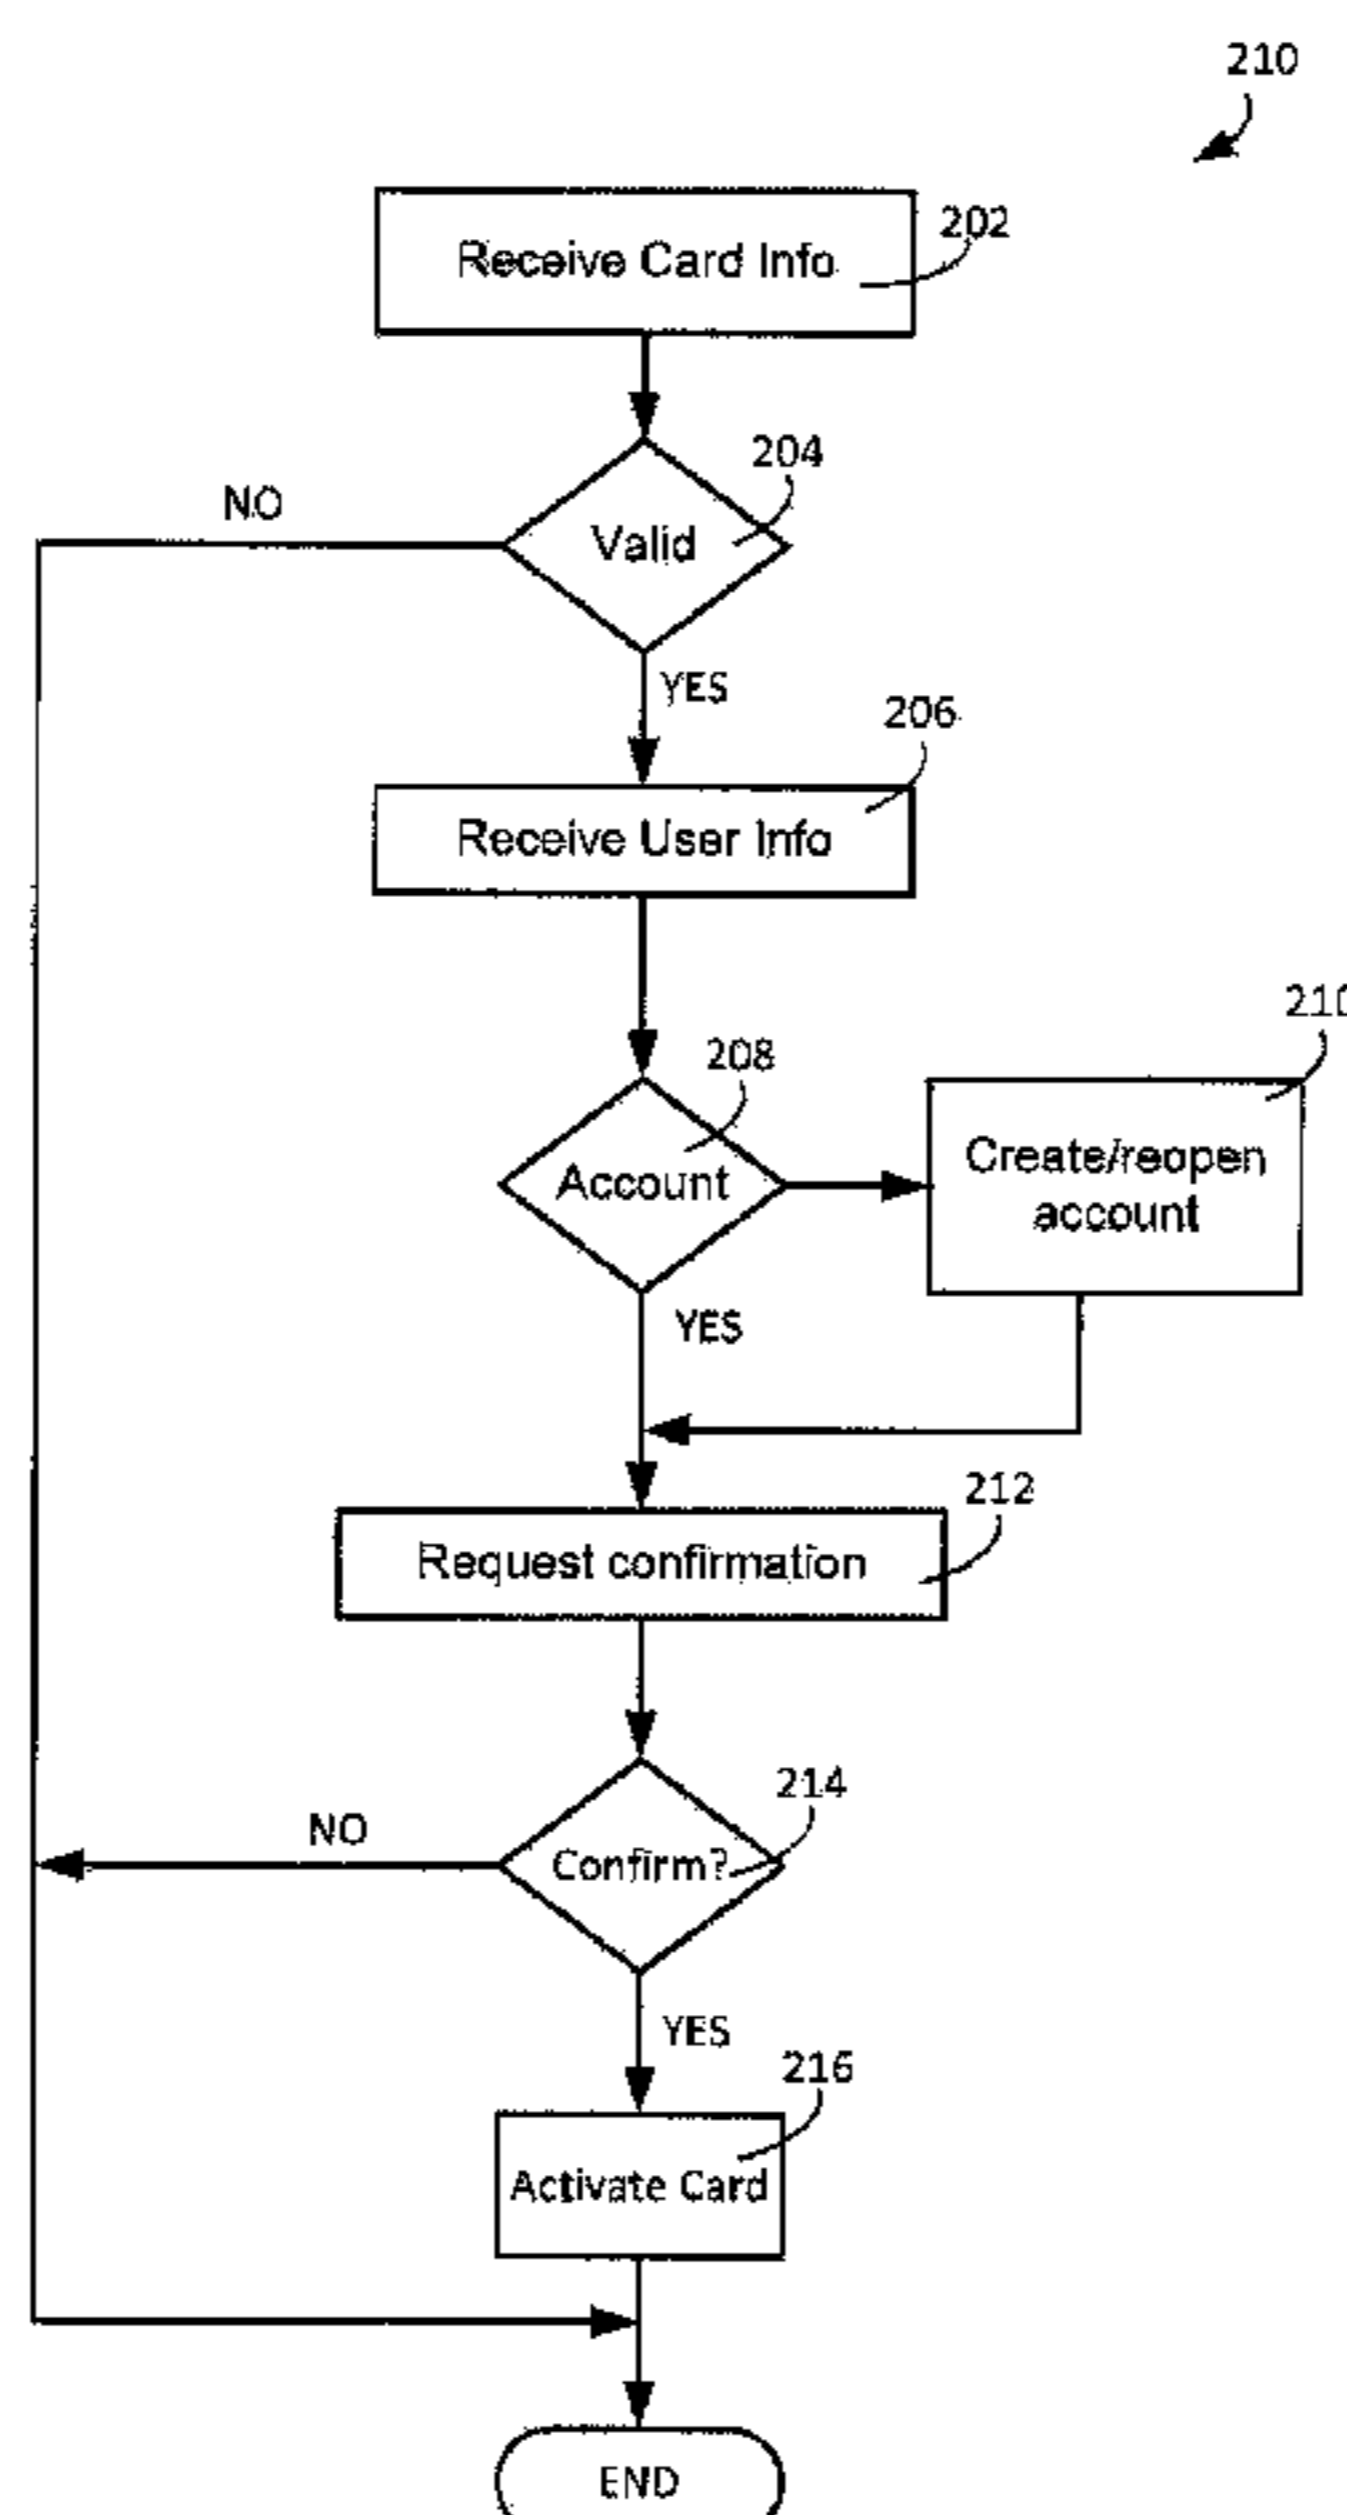 210
Receive Card Info
202
204
NO
Valid
YES
206
Receive User Info
210
208
Create/reopen
account
Account
YES
212
Request confirmation
214
NO
Confirm?
YES
216
Activate Card
END